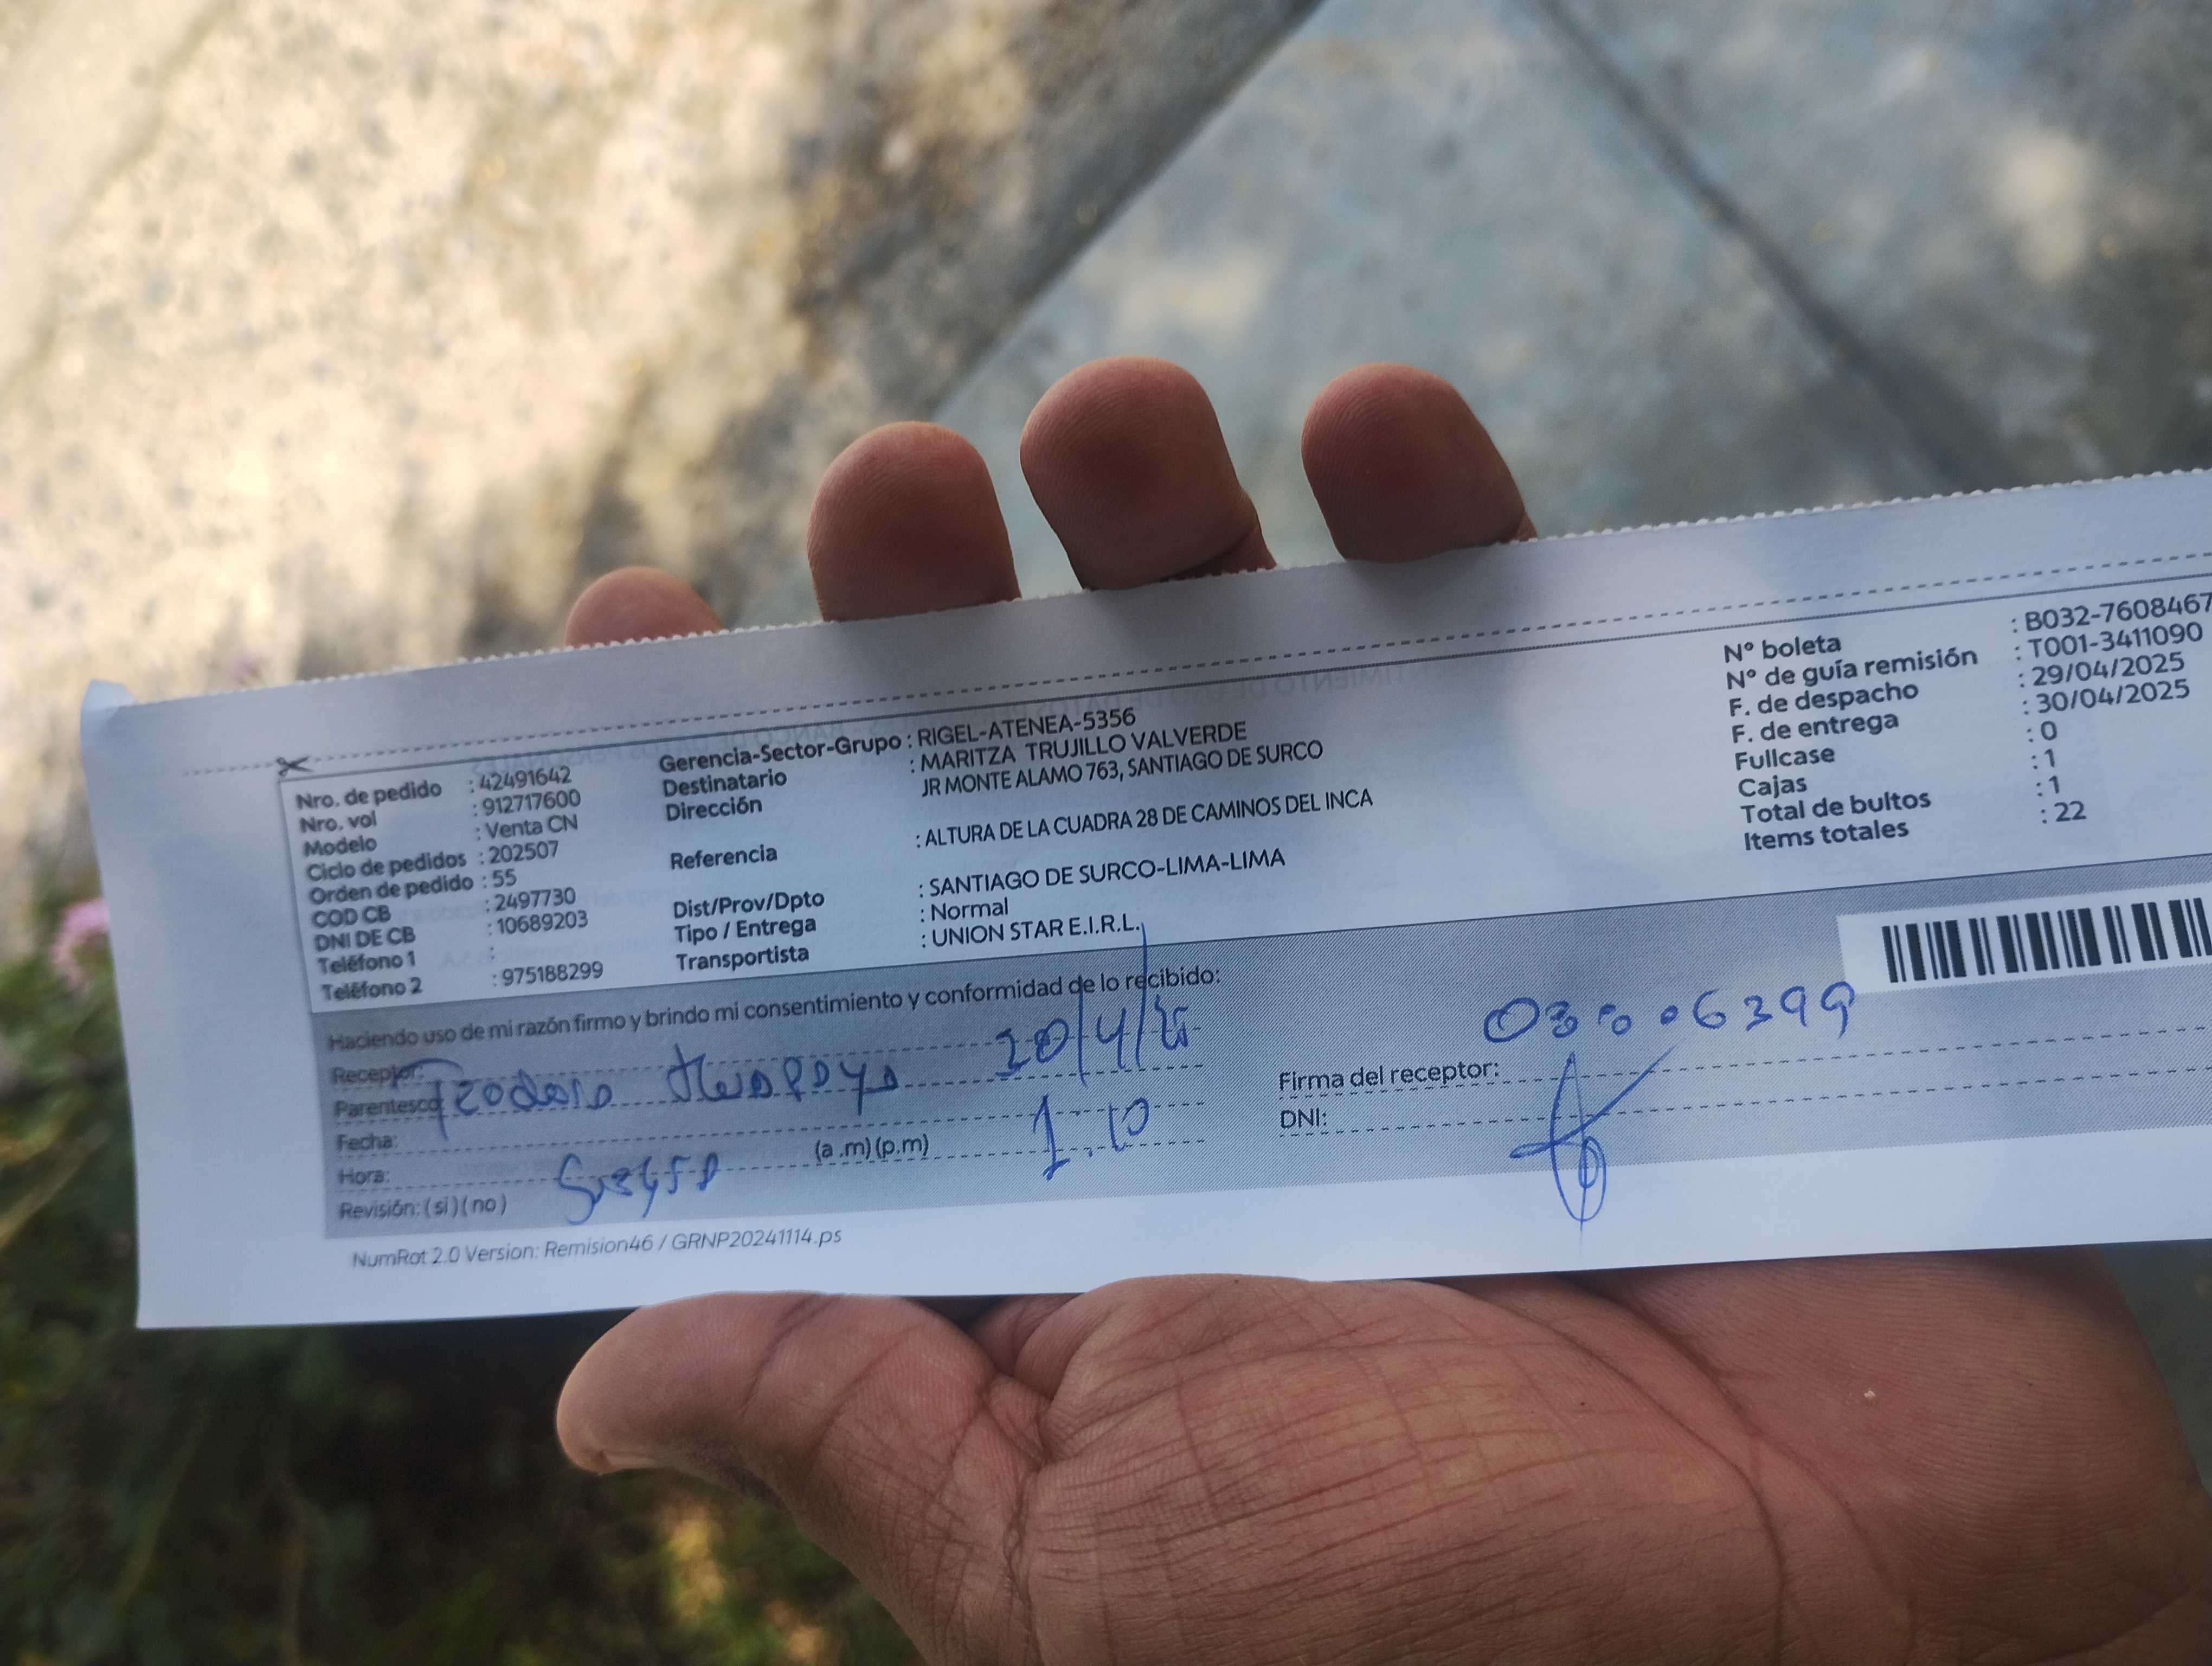 Nro. de pedido : 42491642
Nro. vol : 912717600
Modelo : Venta CN
Ciclo de pedidos : 202507
Orden de pedido : 55
COD CB : 2497730
DNI DE CB : 10689203
Teléfono 1 :
Teléfono 2 : 975188299
Gerencia-Sector-Grupo : RIGEL-ATENEA-5356
Destinatario : MARITZA TRUJILLO VALVERDE
Dirección JR MONTE ALAMO 763, SANTIAGO DE SURCO
Referencia : ALTURA DE LA CUADRA 28 DE CAMINOS DEL INCA
Dist/Prov/Dpto : SANTIAGO DE SURCO-LIMA-LIMA
Tipo / Entrega : Normal
Transportista : UNION STAR E.I.R.L.
N° boleta : B032-7608467
N° de guía remisión : T001-3411090
F. de despacho : 29/04/2025
F. de entrega : 30/04/2025
Fullcase : 0
Cajas : 1
Total de bultos : 1
Items totales : 22
Haciendo uso de mi razón firmo y brindo mi consentimiento y conformidad de lo recibido:
Receptor:
Parentesco Teodoro
Fecha:
Hora: (a.m) (p.m) 1:10
Revisión: ( si ) ( no )
Firma del receptor:
DNI:
NumRot 2.0 Version: Remision46 / GRNP20241114.ps